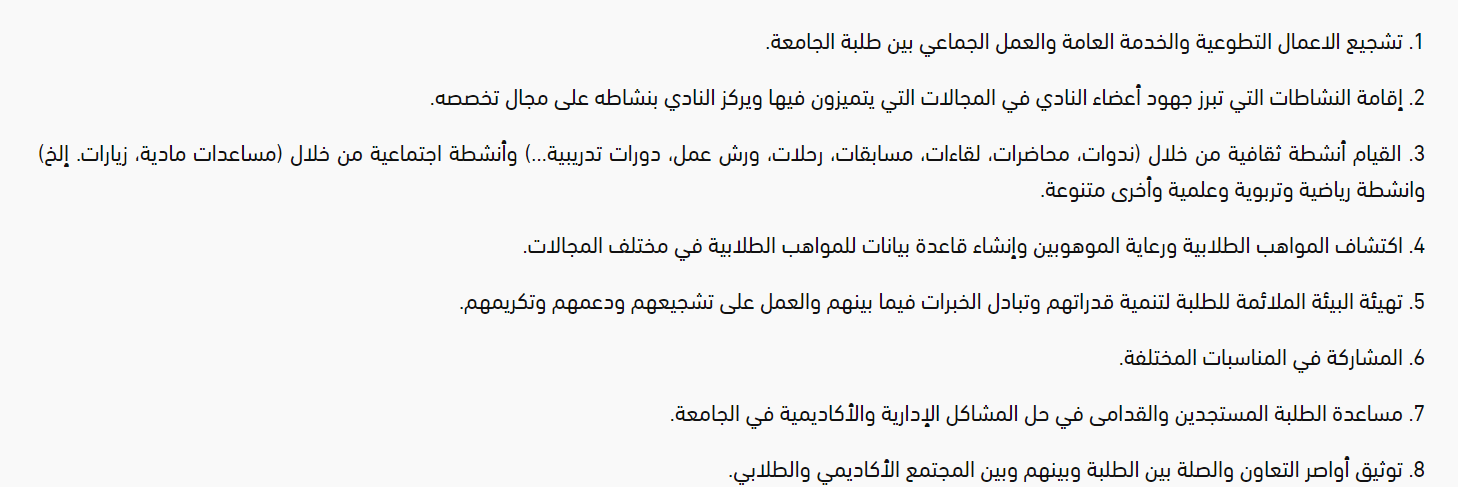 1. تشجيع الاعمال التطوعية والخدمة العامة والعمل الجماعي بين طلبة الجامعة.
2. إقامة النشاطات التي تبرز جهود أعضاء النادي في المجالات التي يتميزون فيها ويركز النادي بنشاطه على مجال تخصصه.
3. القيام أنشطة ثقافية من خلال (ندوات، محاضرات، لقاءات، مسابقات، رحلات، ورش عمل، دورات تدريبية...) وأنشطة اجتماعية من خلال (مساعدات مادية، زيارات. إلخ)
وانشطة رياضية وتربوية وعلمية وأخرى متنوعة.
4. اكتشاف المواهب الطلابية ورعاية الموهوبين وإنشاء قاعدة بيانات للمواهب الطلابية في مختلف المجالات.
5. تهيئة البيئة الملائمة للطلبة لتنمية قدراتهم وتبادل الخبرات فيما بينهم والعمل على تشجيعهم ودعمهم وتكريمهم.
6. المشاركة في المناسبات المختلفة.
7. مساعدة الطلبة المستجدين والقدامى في حل المشاكل الإدارية والأكاديمية في الجامعة.
8. توثيق أواصر التعاون والصلة بين الطلبة وبينهم وبين المجتمع الأكاديمي والطلابي.